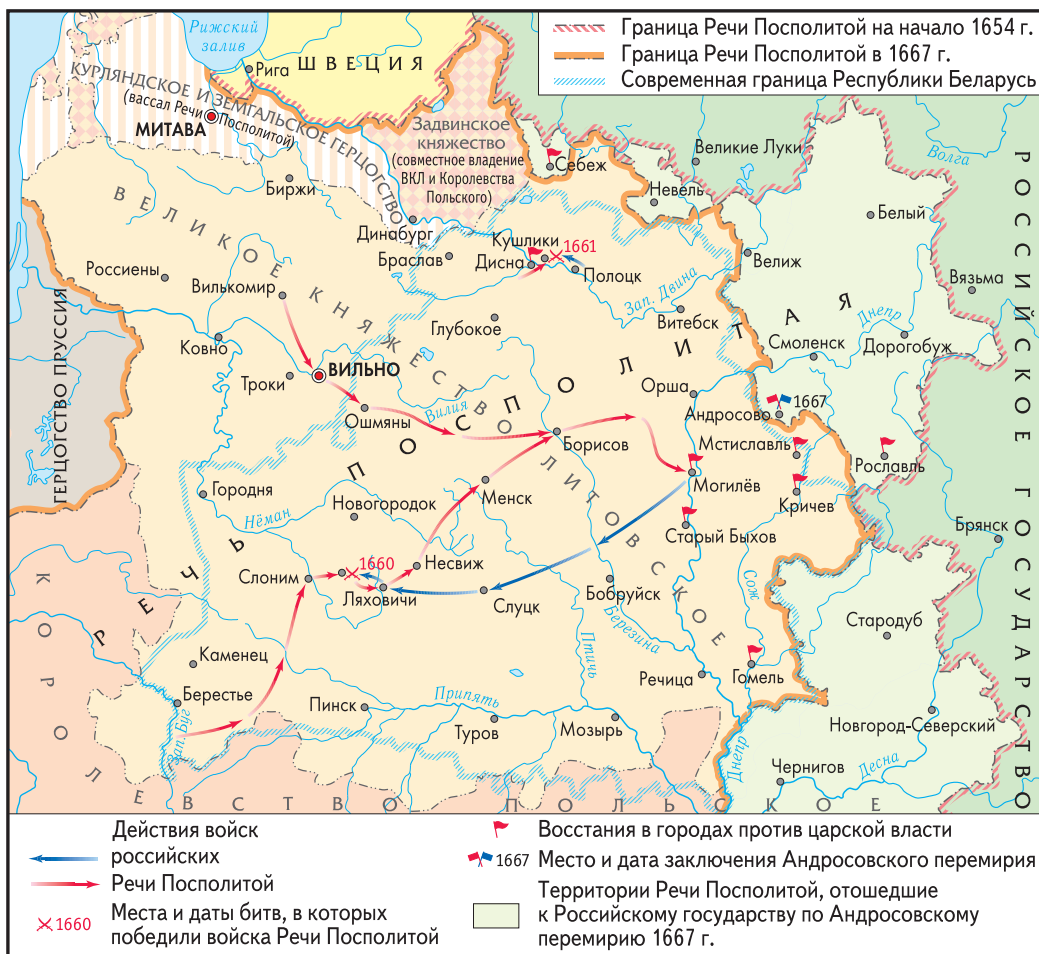 Граница Речи Посполитой на начало 1654 г.
Граница Речи Посполитой в 1667 г.
Современная граница Республики Беларусь
Рижский
залив
Рига
ШВЕЦИЯ
КУРЛЯНДСКОЕ И ЗЕМГАЛЬСКОЕ ГЕРЦОГСТВО
(вассал Речи Посполитой)
МИТАВА
Задвинское
княжество
(совместное владение
ВКЛ и Королевства
Польского)
Себеж
Великие Луки
Невель
Волга
Белый
Биржи
Динабург
Браслав
Кушлики
1661
Дисна
Полоцк
Велиж
Вязьма
Россиены
Вилькомир
Зап. Двина
Витебск
Глубокое
Днепр
Смоленск
Дорогобуж
Ковно
Троки
ВИЛЬНО
Орша
Андросово
1667
Ошмяны
Вилия
Борисов
Мстиславль
Рославль
Могилёв
Кричев
Городня
Новогородок
Менск
Нёман
Старый Быхов
Брянск
1660
Несвиж
Слоним
Ляховичи
Слуцк
Бобруйск
Сож
Березина
Стародуб
Птичь
Каменец
Гомель
Речица
Берестье
Пинск
Припять
Зап. Буг
Туров
Мозырь
Новгород-Северский
Днепр
Чернигов
Десна
ВЕЛИКОЕ КНЯЖЕСТВО ЛИТОВСКОЕ
РЕЧЬ ПОСПОЛИТАЯ
ГЕРЦОГСТВО ПРУССИЯ
КОРОЛЕВСТВО ПОЛЬСКОЕ
РОССИЙСКОЕ ГОСУДАРСТВО
Действия войск
российских
Речи Посполитой
1660
Места и даты битв, в которых
победили войска Речи Посполитой
Восстания в городах против царской власти
1667
Место и дата заключения Андросовского перемирия
Территории Речи Посполитой, отошедшие
к Российскому государству по Андросовскому
перемирию 1667 г.